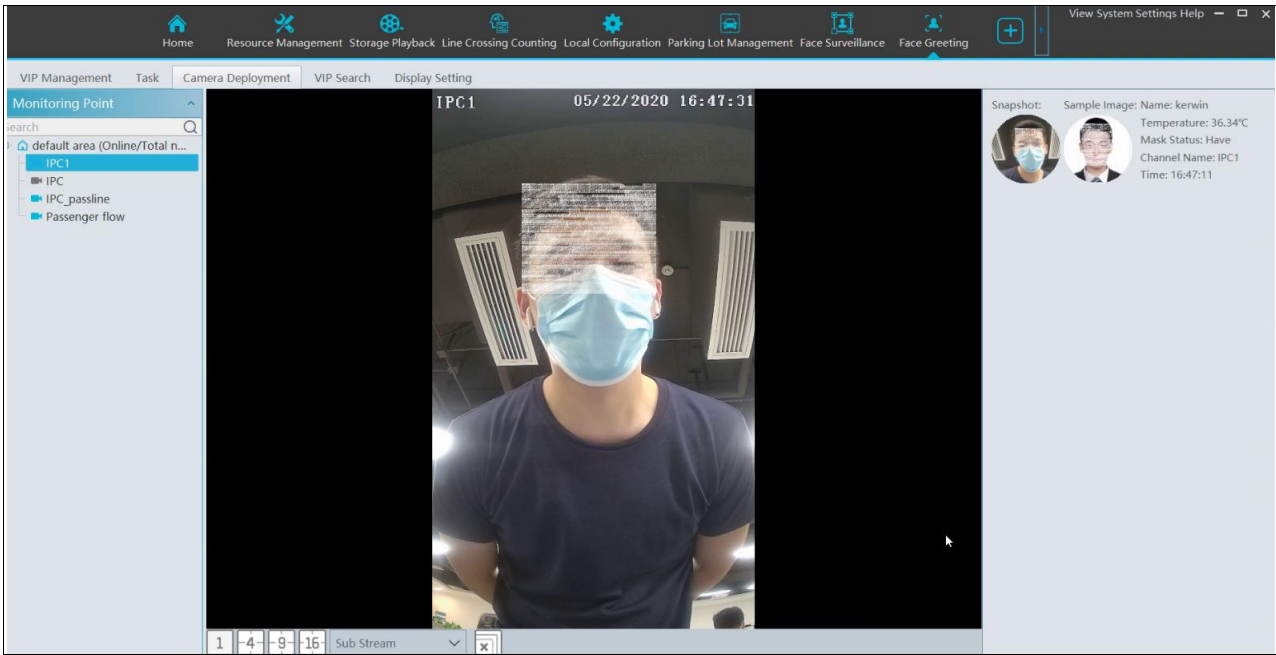 View System Settings Help
Home Resource Management Storage Playback Line Crossing Counting Local Configuration Parking Lot Management Face Surveillance Face Greeting
VIP Management Task Camera Deployment VIP Search Display Setting
Monitoring Point
default area (Online/Total n...
IPC1
IPC
IPC_passline
Passenger flow
IPC1 05/22/2020 16:47:31
Snapshot: Sample Image: Name: kerwin
Temperature: 36.34℃
Mask Status: Have
Channel Name: IPC1
Time: 16:47:11
1 4 9 16 Sub Stream